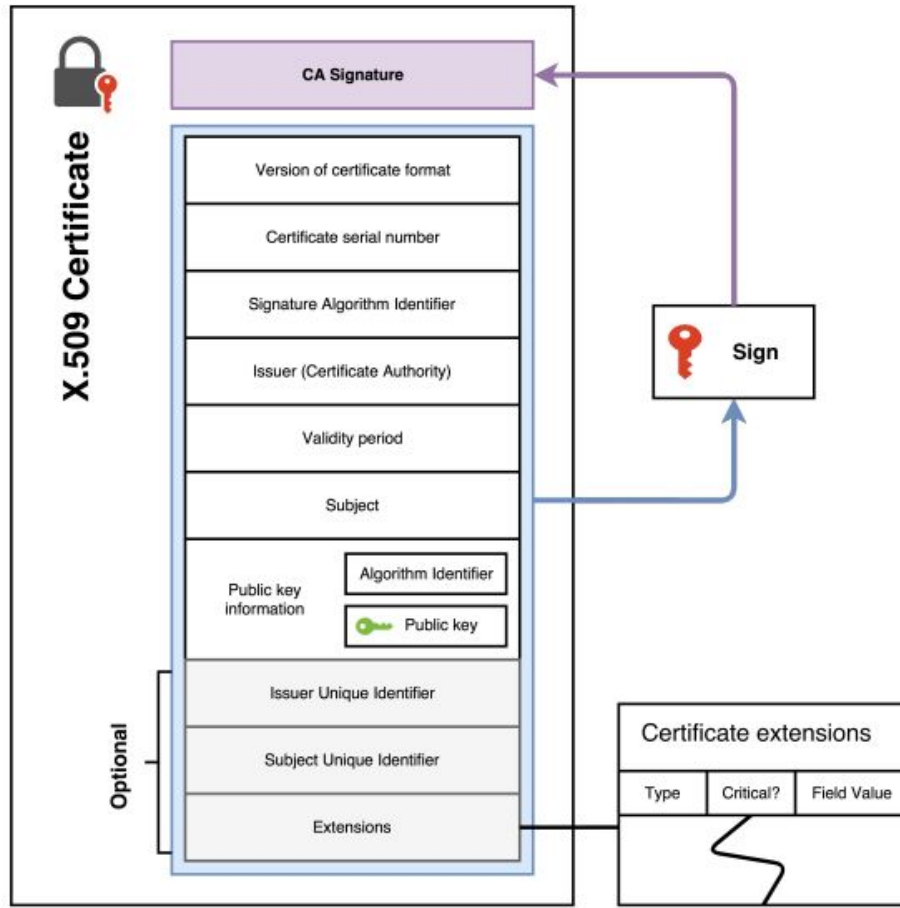 X.509 Certificate
CA Signature
Version of certificate format
Certificate serial number
Signature Algorithm Identifier
Issuer (Certificate Authority)
Validity period
Subject
Public key
information
Algorithm Identifier
Public key
Optional
Issuer Unique Identifier
Subject Unique Identifier
Extensions
Sign
Certificate extensions
Type
Critical?
Field Value